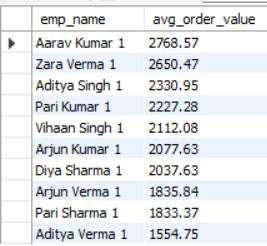 emp_name avg_order_value
Aarav Kumar 1 2768.57
Zara Verma 1 2650.47
Aditya Singh 1 2330.95
Pari Kumar 1 2227.28
Vihaan Singh 1 2112.08
Arjun Kumar 1 2077.63
Diya Sharma 1 2037.63
Arjun Verma 1 1835.84
Pari Sharma 1 1833.37
Aditya Verma 1 1554.75